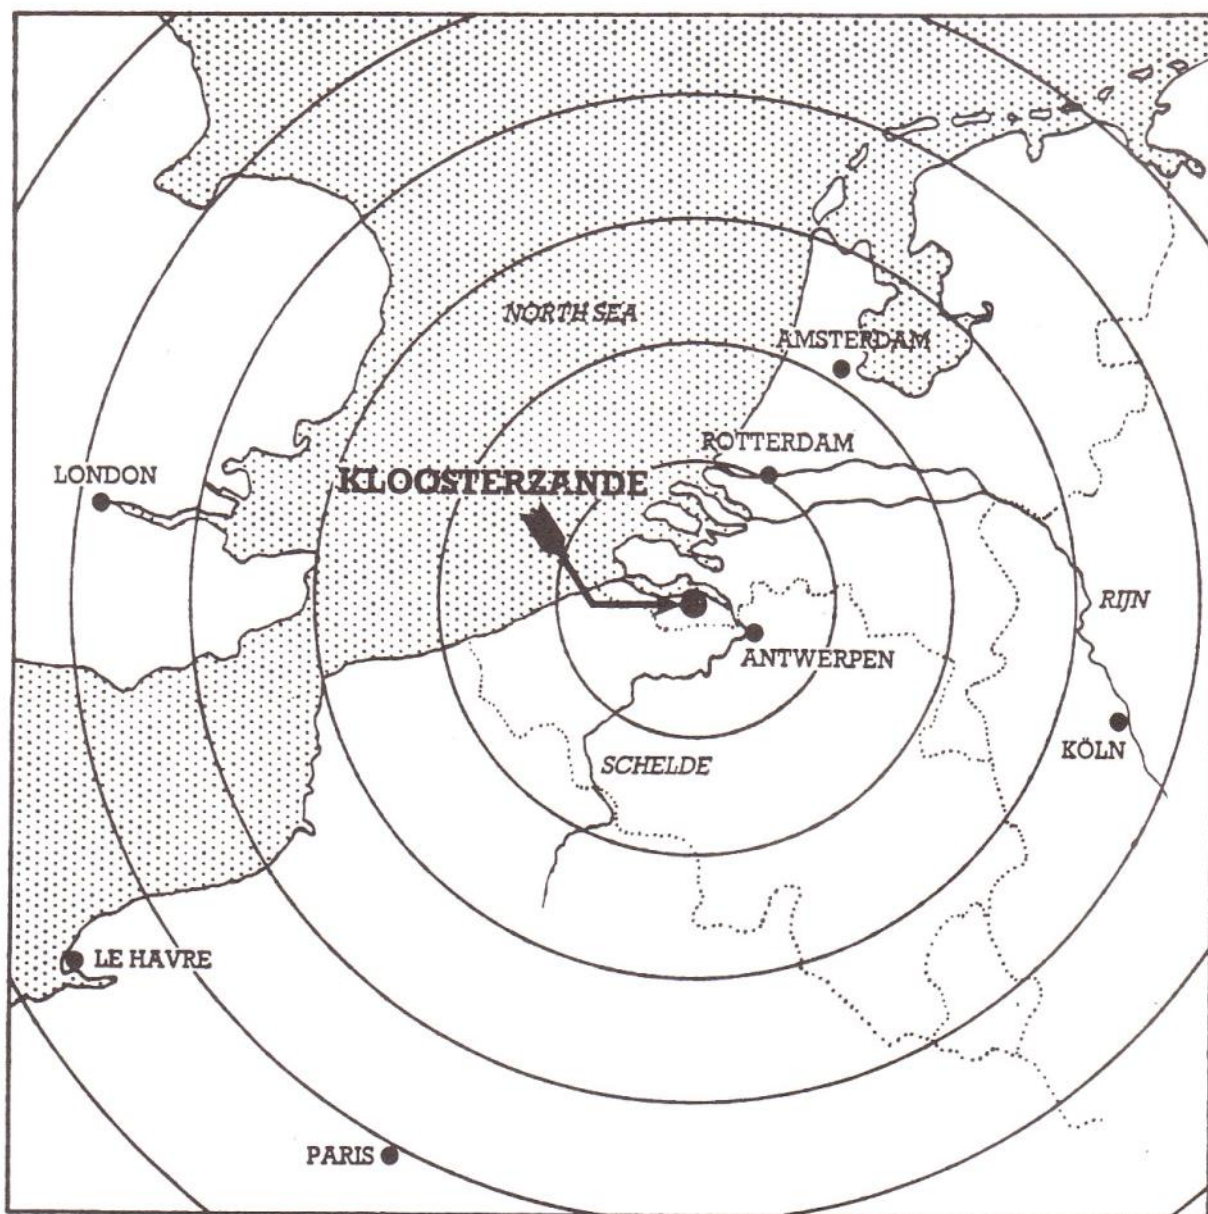 NORTH SEA
AMSTERDAM
ROTTERDAM
LONDON
KLOOSTERZANDE
RIJN
ANTWERPEN
KÖLN
SCHELDE
LE HAVRE
PARIS